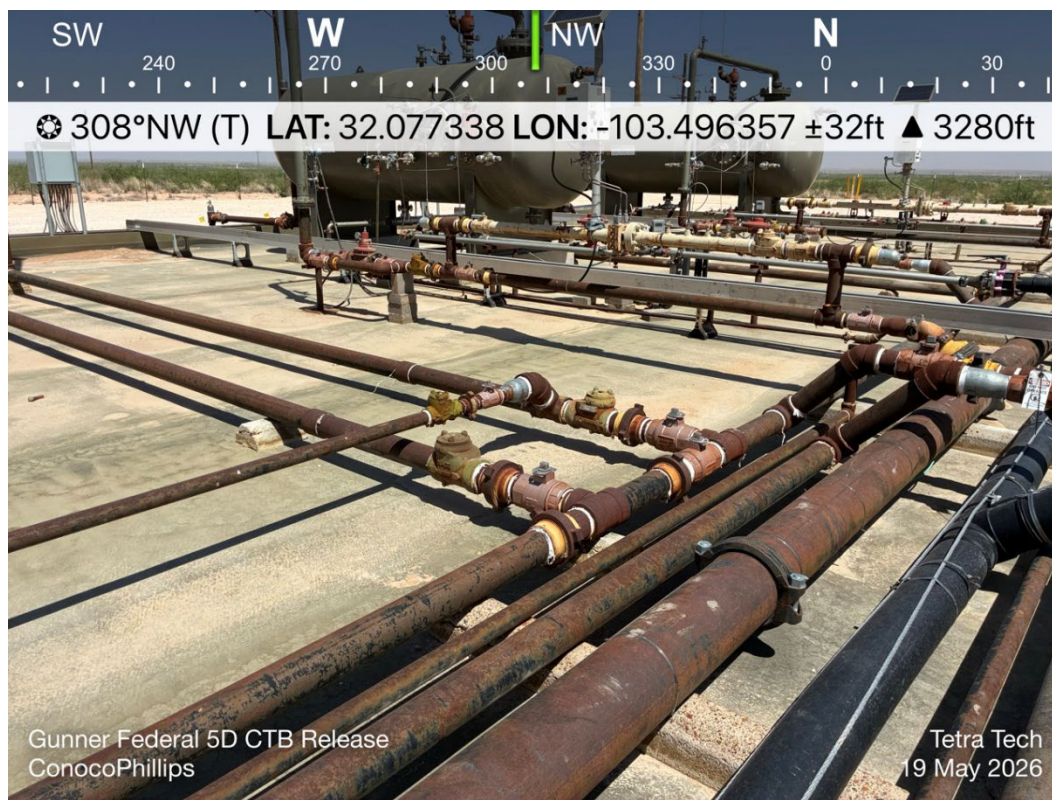 SW W NW N
240 270 300 330 0 30
308°NW (T) LAT: 32.077338 LON: -103.496357 ±32ft ▲ 3280ft
Gunner Federal 5D CTB Release
ConocoPhillips
Tetra Tech
19 May 2026